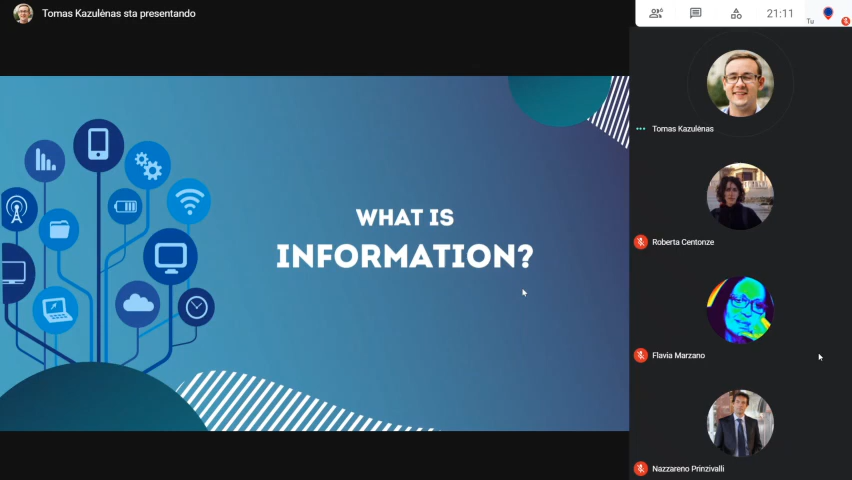 Tomas Kazulėnas sta presentando
21:11
Tu
WHAT IS
INFORMATION?
Tomas Kazulėnas
Roberta Centonze
Flavia Marzano
Nazzareno Prinzivalli